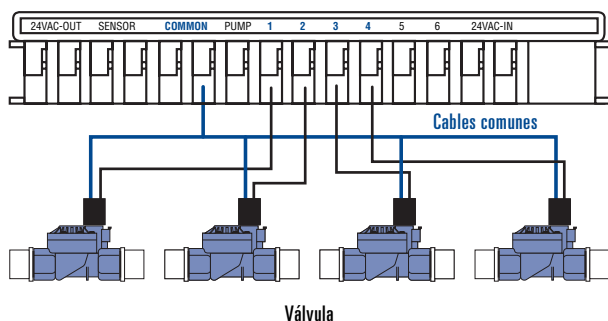 24VAC-OUT SENSOR COMMON PUMP 1 2 3 4 5 6 24VAC-IN
Cables comunes
Válvula